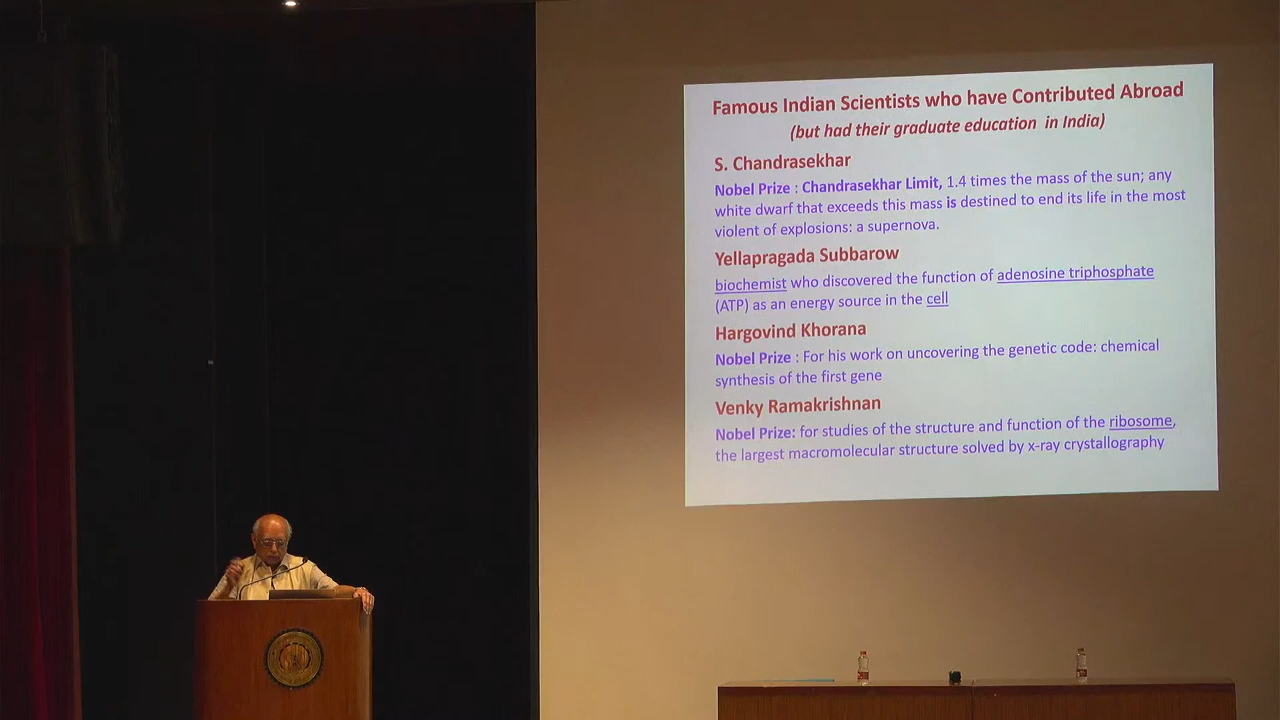 Famous Indian Scientists who have Contributed Abroad
(but had their graduate education in India)
S. Chandrasekhar
Nobel Prize : Chandrasekhar Limit, 1.4 times the mass of the sun; any
white dwarf that exceeds this mass is destined to end its life in the most
violent of explosions: a supernova.
Yellapragada Subbarow
biochemist who discovered the function of adenosine triphosphate
(ATP) as an energy source in the cell
Hargovind Khorana
Nobel Prize : For his work on uncovering the genetic code: chemical
synthesis of the first gene
Venky Ramakrishnan
Nobel Prize: for studies of the structure and function of the ribosome,
the largest macromolecular structure solved by x-ray crystallography